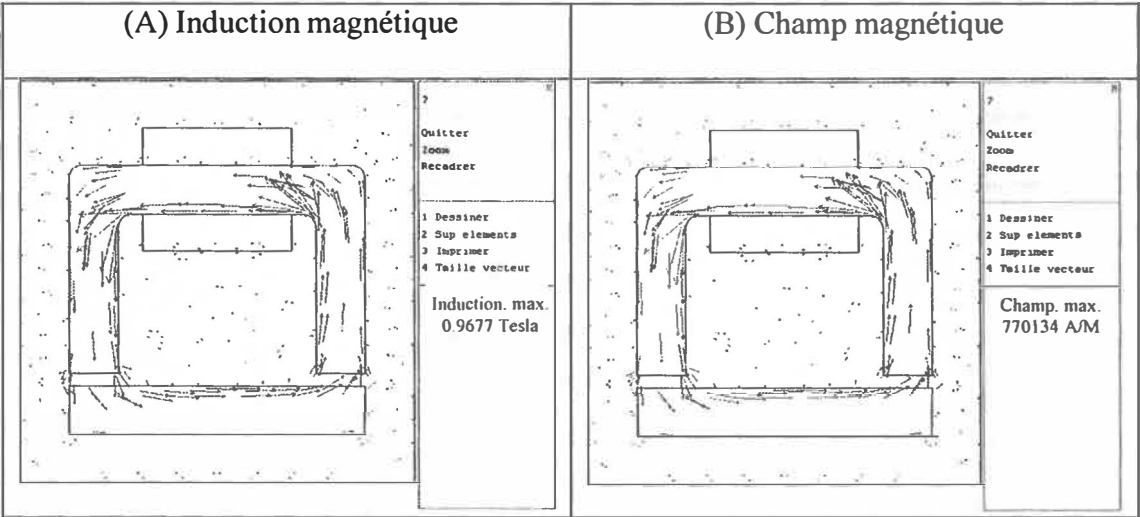 (A) Induction magnétique
(B) Champ magnétique
?
Quitter
Zoom
Recadrer
1 Dessiner
2 Sup elements
3 Imprimer
4 Taille vecteur
Induction. max.
0.9677 Tesla
?
Quitter
Zoom
Recadrer
1 Dessiner
2 Sup elements
3 Imprimer
4 Taille vecteur
Champ. max.
770134 A/M